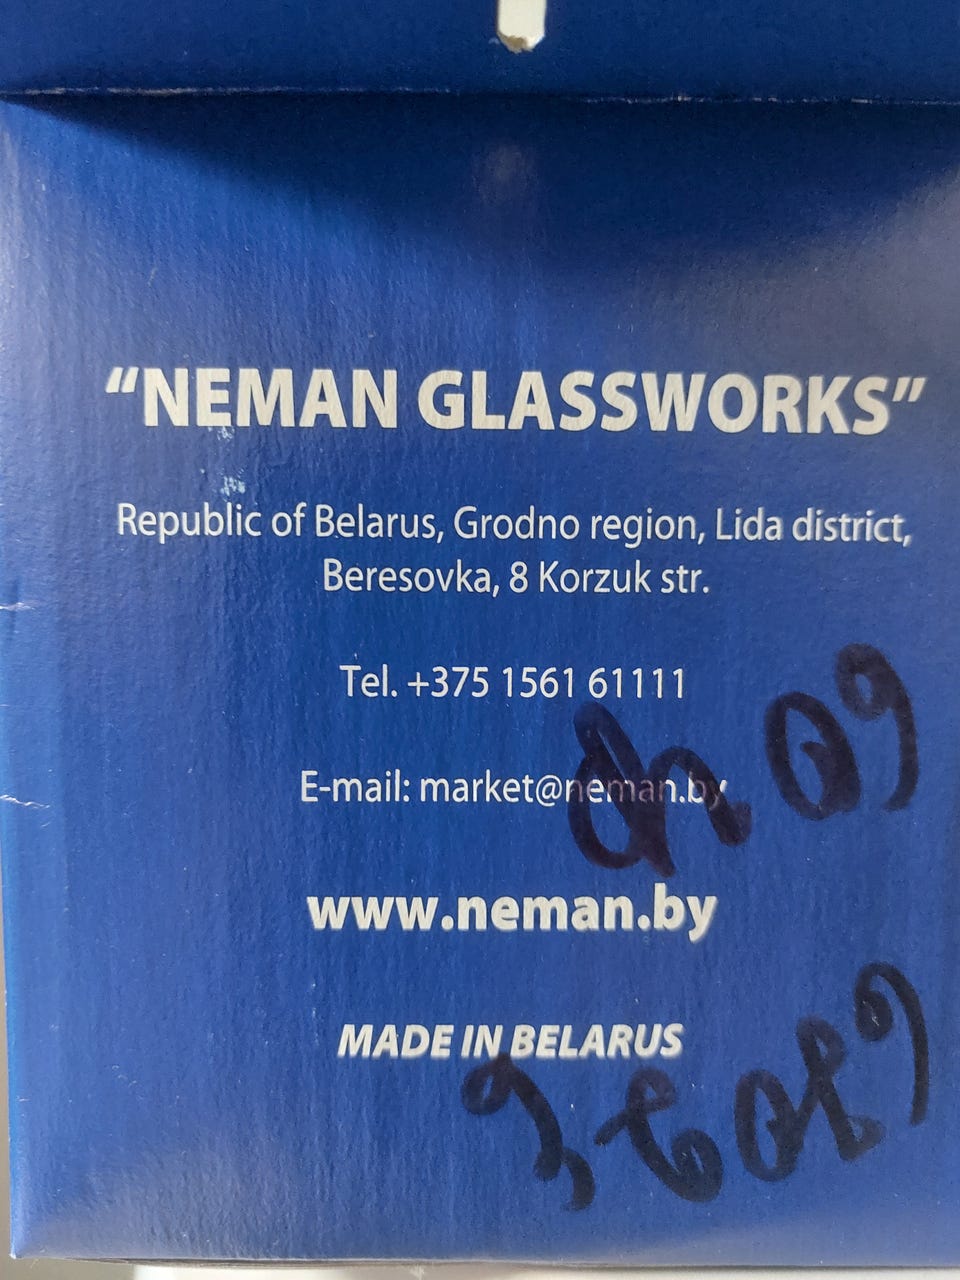 “NEMAN GLASSWORKS”
Republic of Belarus, Grodno region, Lida district,
Beresovka, 8 Korzuk str.
Tel. +375 1561 61111
E-mail: market@neman.by
www.neman.by
MADE IN BELARUS